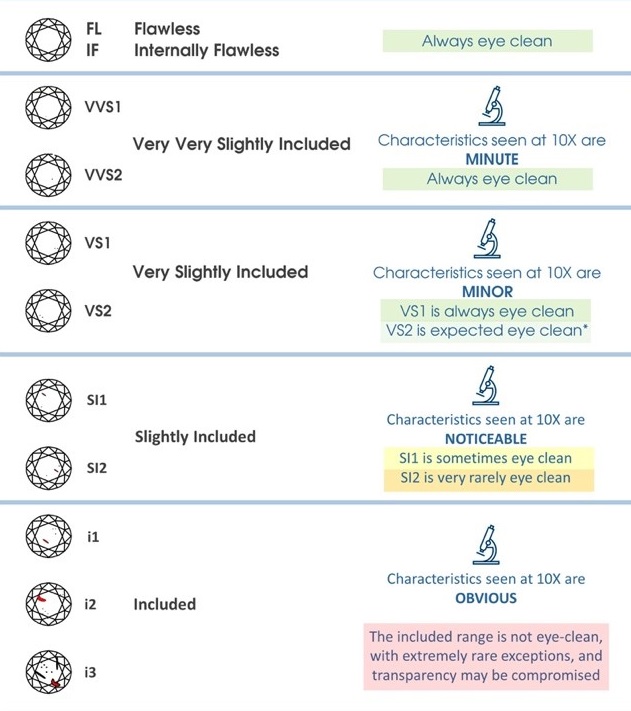 FL Flawless
IF Internally Flawless
Always eye clean
VVS1
Very Very Slightly Included
VVS2
Characteristics seen at 10X are
MINUTE
Always eye clean
VS1
Very Slightly Included
VS2
Characteristics seen at 10X are
MINOR
VS1 is always eye clean
VS2 is expected eye clean*
SI1
Slightly Included
SI2
Characteristics seen at 10X are
NOTICEABLE
SI1 is sometimes eye clean
SI2 is very rarely eye clean
i1
i2 Included
i3
Characteristics seen at 10X are
OBVIOUS
The included range is not eye-clean,
with extremely rare exceptions, and
transparency may be compromised